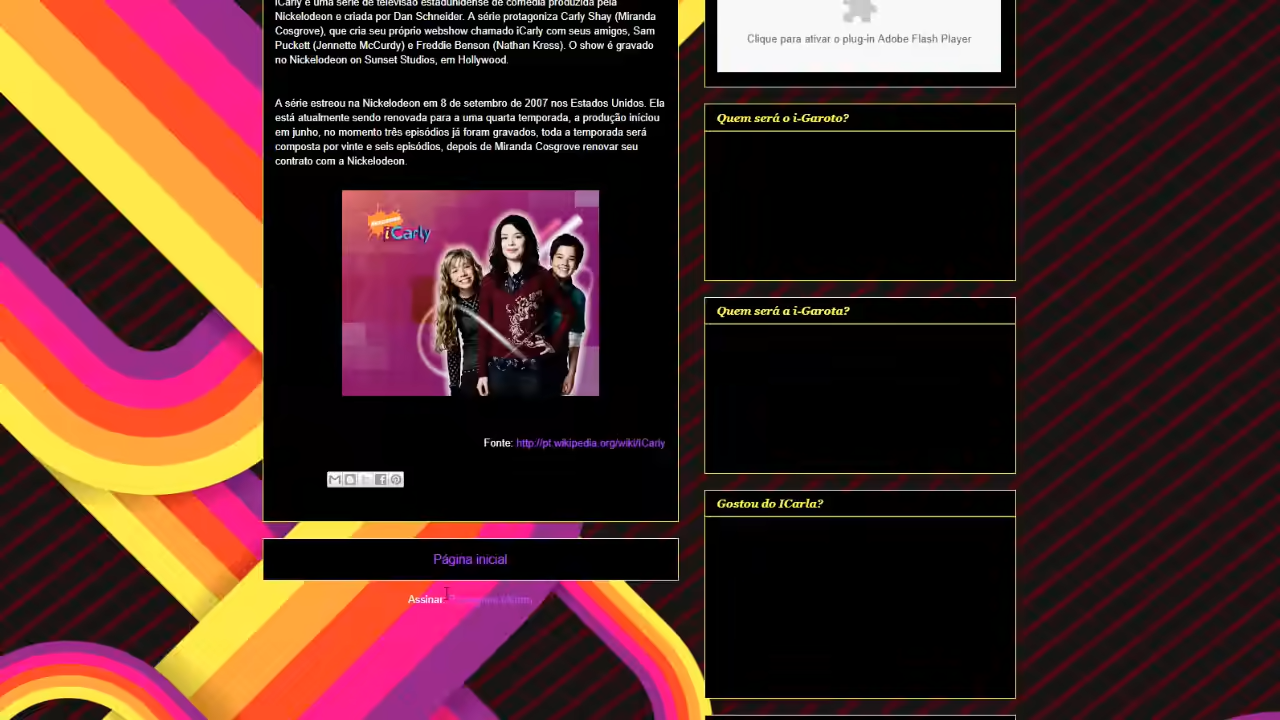 iCarly é uma série de televisão estadunidense de comédia produzida pela
Nickelodeon e criada por Dan Schneider. A série protagoniza Carly Shay (Miranda
Cosgrove), que cria seu próprio webshow chamado iCarly com seus amigos, Sam
Puckett (Jennette McCurdy) e Freddie Benson (Nathan Kress). O show é gravado
no Nickelodeon on Sunset Studios, em Hollywood.
A série estreou na Nickelodeon em 8 de setembro de 2007 nos Estados Unidos. Ela
está atualmente sendo renovada para a uma quarta temporada, a produção iníciou
em junho, no momento três episódios já foram gravados, toda a temporada será
composta por vinte e seis episódios, depois de Miranda Cosgrove renovar seu
contrato com a Nickelodeon.
iCarly
Fonte: http://pt.wikipedia.org/wiki/ICarly
Página inicial
Assinar:
Clique para ativar o plug-in Adobe Flash Player
Quem será o i-Garoto?
Quem será a i-Garota?
Gostou do ICarla?